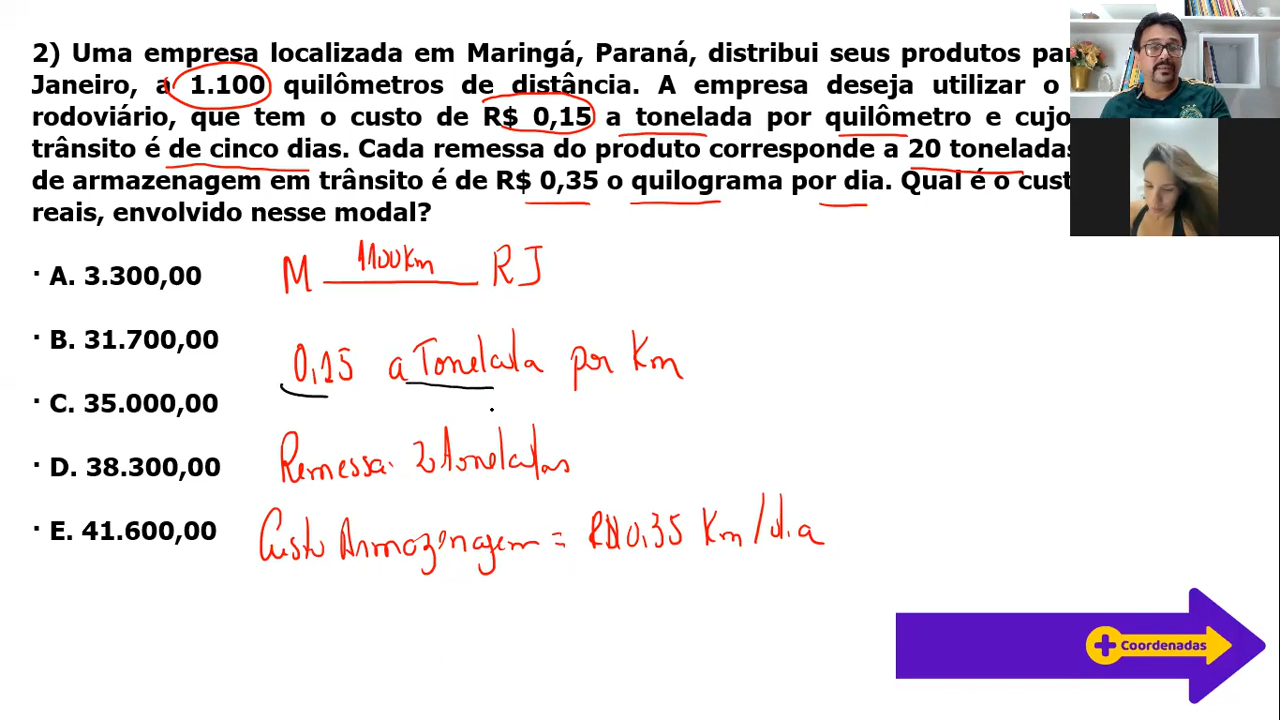 2) Uma empresa localizada em Maringá, Paraná, distribui seus produtos par
Janeiro, a 1.100 quilômetros de distância. A empresa deseja utilizar o
rodoviário, que tem o custo de R$ 0,15 a tonelada por quilômetro e cujo
trânsito é de cinco dias. Cada remessa do produto corresponde a 20 toneladas
de armazenagem em trânsito é de R$ 0,35 o quilograma por dia. Qual é o cust
reais, envolvido nesse modal?
· A. 3.300,00
M 1100Km RJ
· B. 31.700,00
0,15 a Tonelada por Km
· C. 35.000,00
Remessa: 20 Toneladas
· D. 38.300,00
Custo Armazenagem = R$ 0,35 Km/dia
· E. 41.600,00
+ Coordenadas